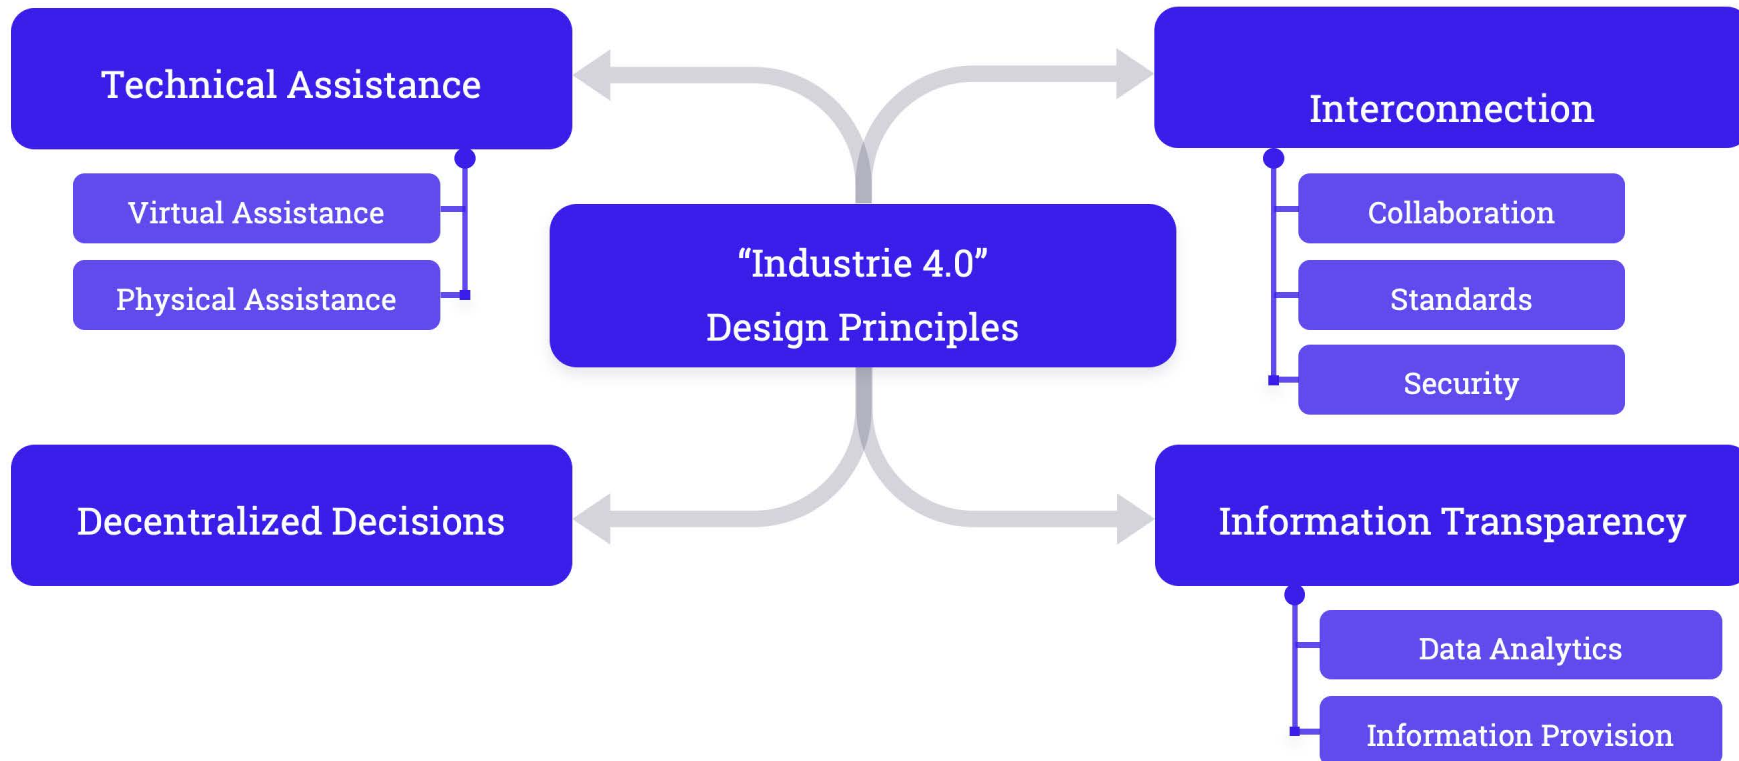 Technical Assistance
Interconnection
Virtual Assistance
Physical Assistance
“Industrie 4.0”
Design Principles
Collaboration
Standards
Security
Decentralized Decisions
Information Transparency
Data Analytics
Information Provision